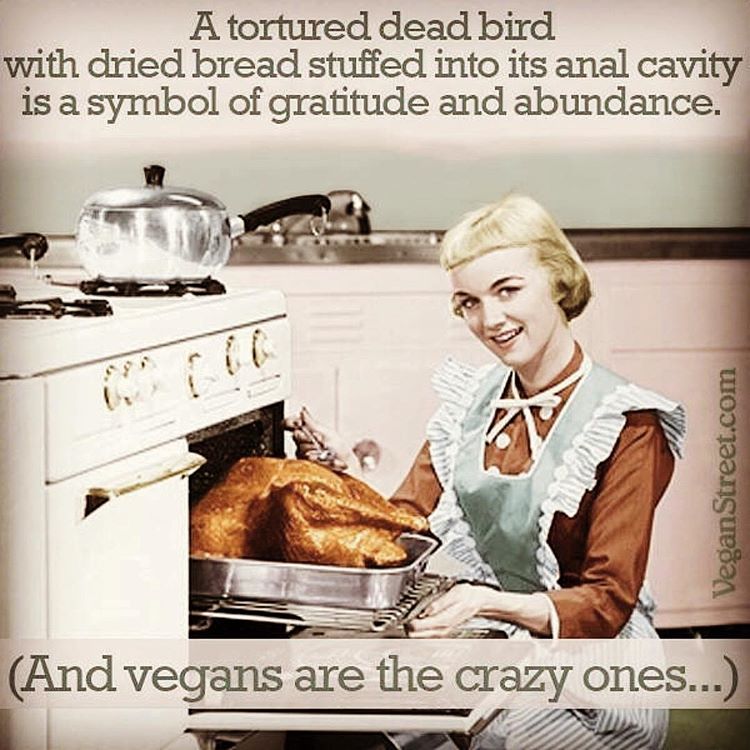 A tortured dead bird
with dried bread stuffed into its anal cavity
is a symbol of gratitude and abundance.
VeganStreet.com
(And vegans are the crazy ones...)